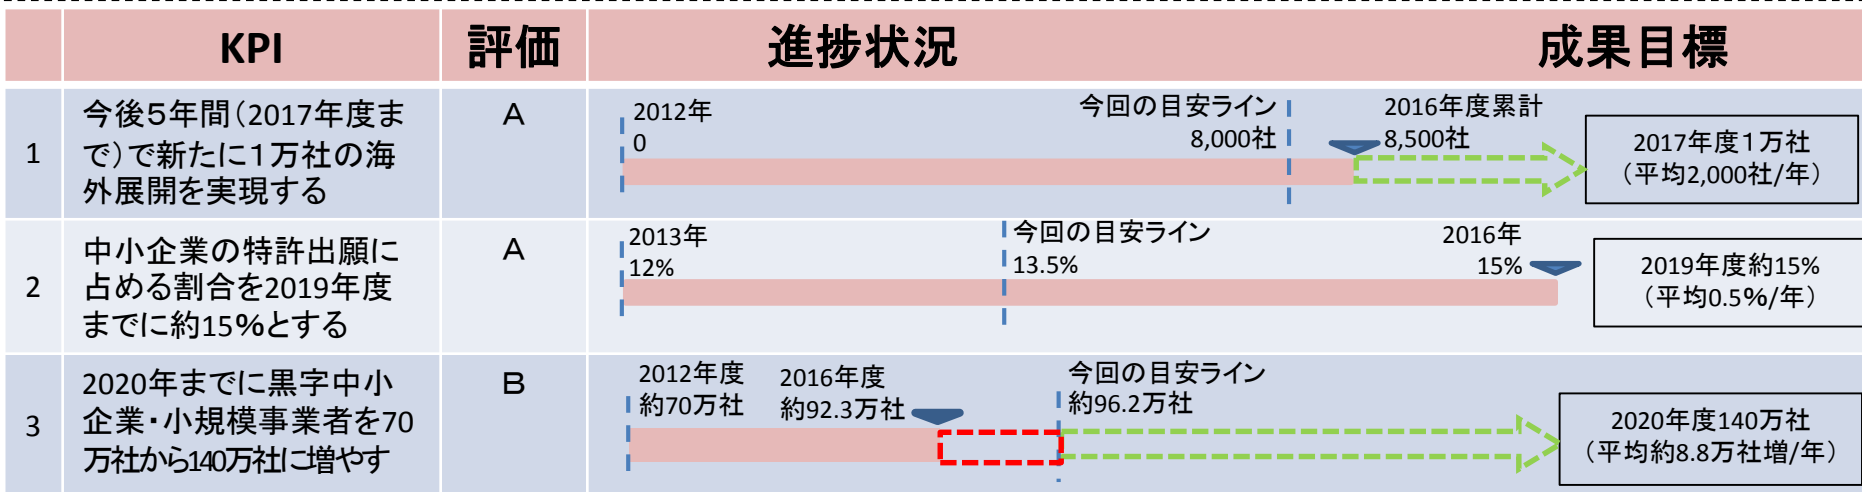 KPI
評価
進捗状況
成果目標
1
今後５年間（2017年度ま
で）で新たに１万社の海
外展開を実現する
A
2012年
0
今回の目安ライン
8,000社
2016年度累計
8,500社
2017年度１万社
（平均2,000社/年）
2
中小企業の特許出願に
占める割合を2019年度
までに約15％とする
A
2013年
12%
今回の目安ライン
13.5%
2016年
15%
2019年度約15%
（平均0.5％/年）
3
2020年までに黒字中小
企業・小規模事業者を70
万社から140万社に増やす
B
2012年度
約70万社
2016年度
約92.3万社
今回の目安ライン
約96.2万社
2020年度140万社
（平均約8.8万社増/年）